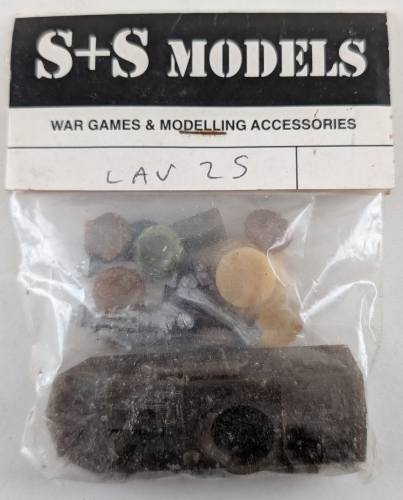 S+S MODELS
WAR GAMES & MODELLING ACCESSORIES
LAV 25